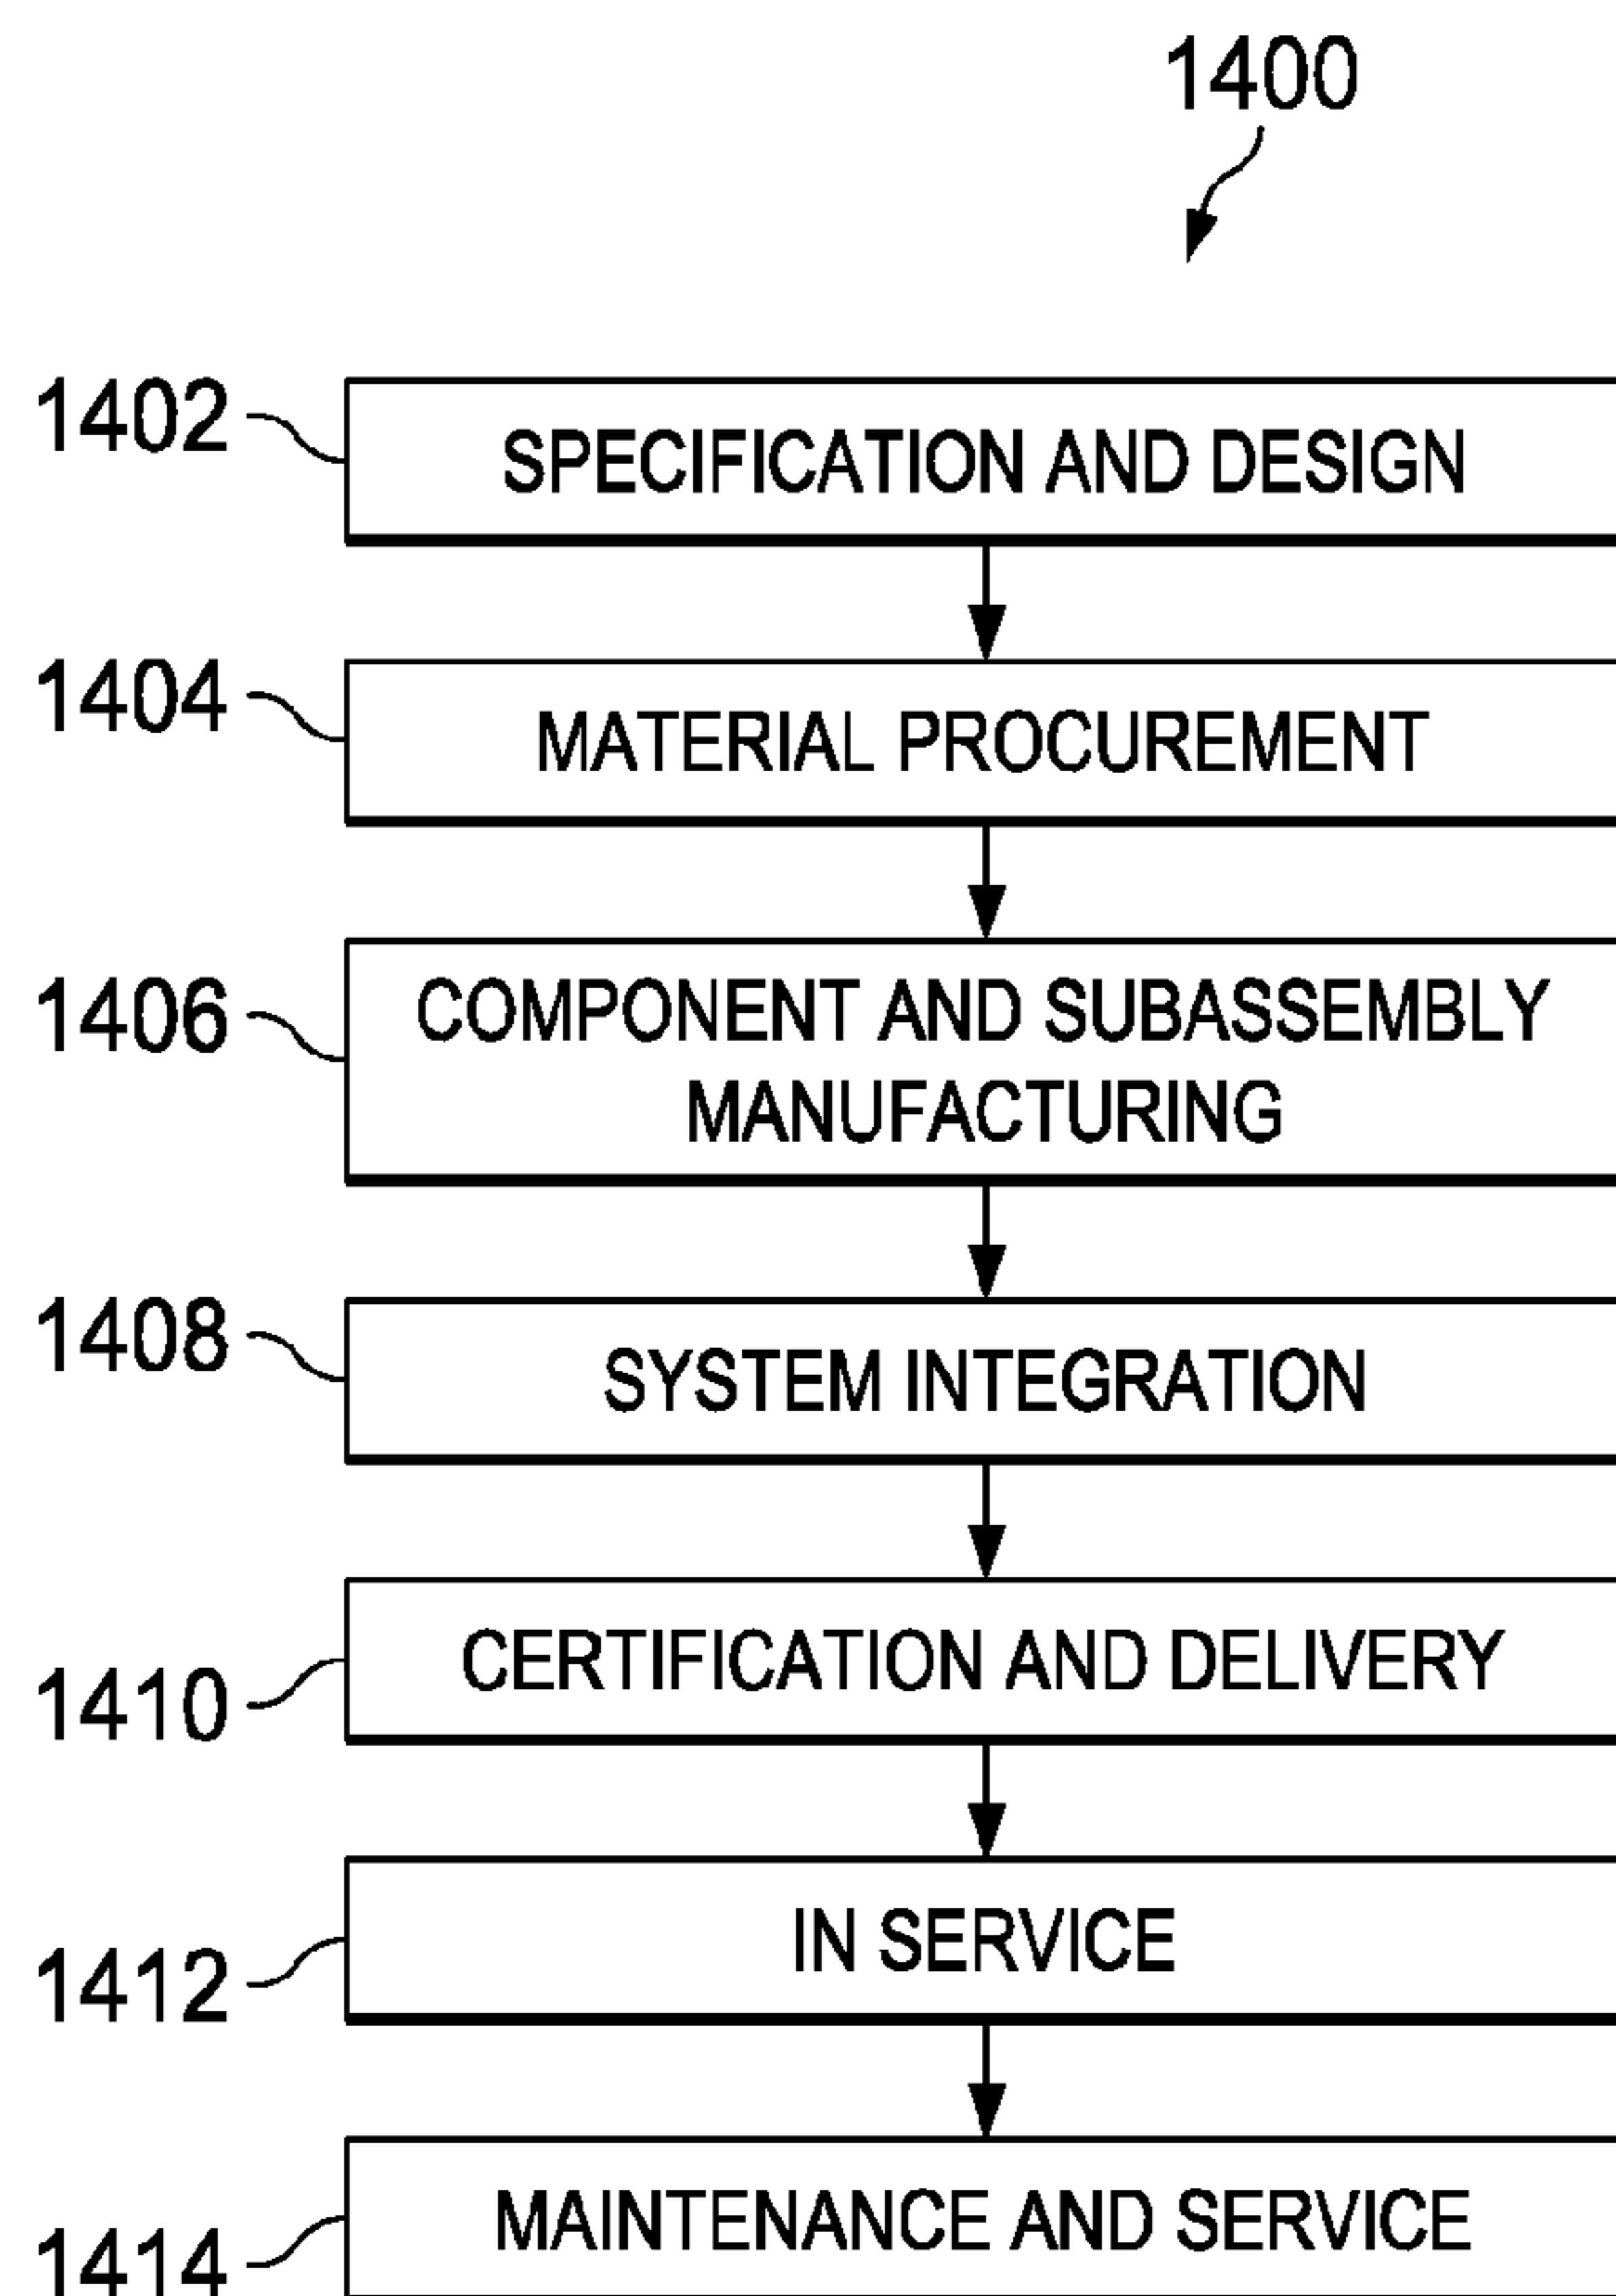 1400
1402
SPECIFICATION AND DESIGN
1404
MATERIAL PROCUREMENT
1406
COMPONENT AND SUBASSEMBLY
MANUFACTURING
1408
SYSTEM INTEGRATION
1410
CERTIFICATION AND DELIVERY
1412
IN SERVICE
1414
MAINTENANCE AND SERVICE